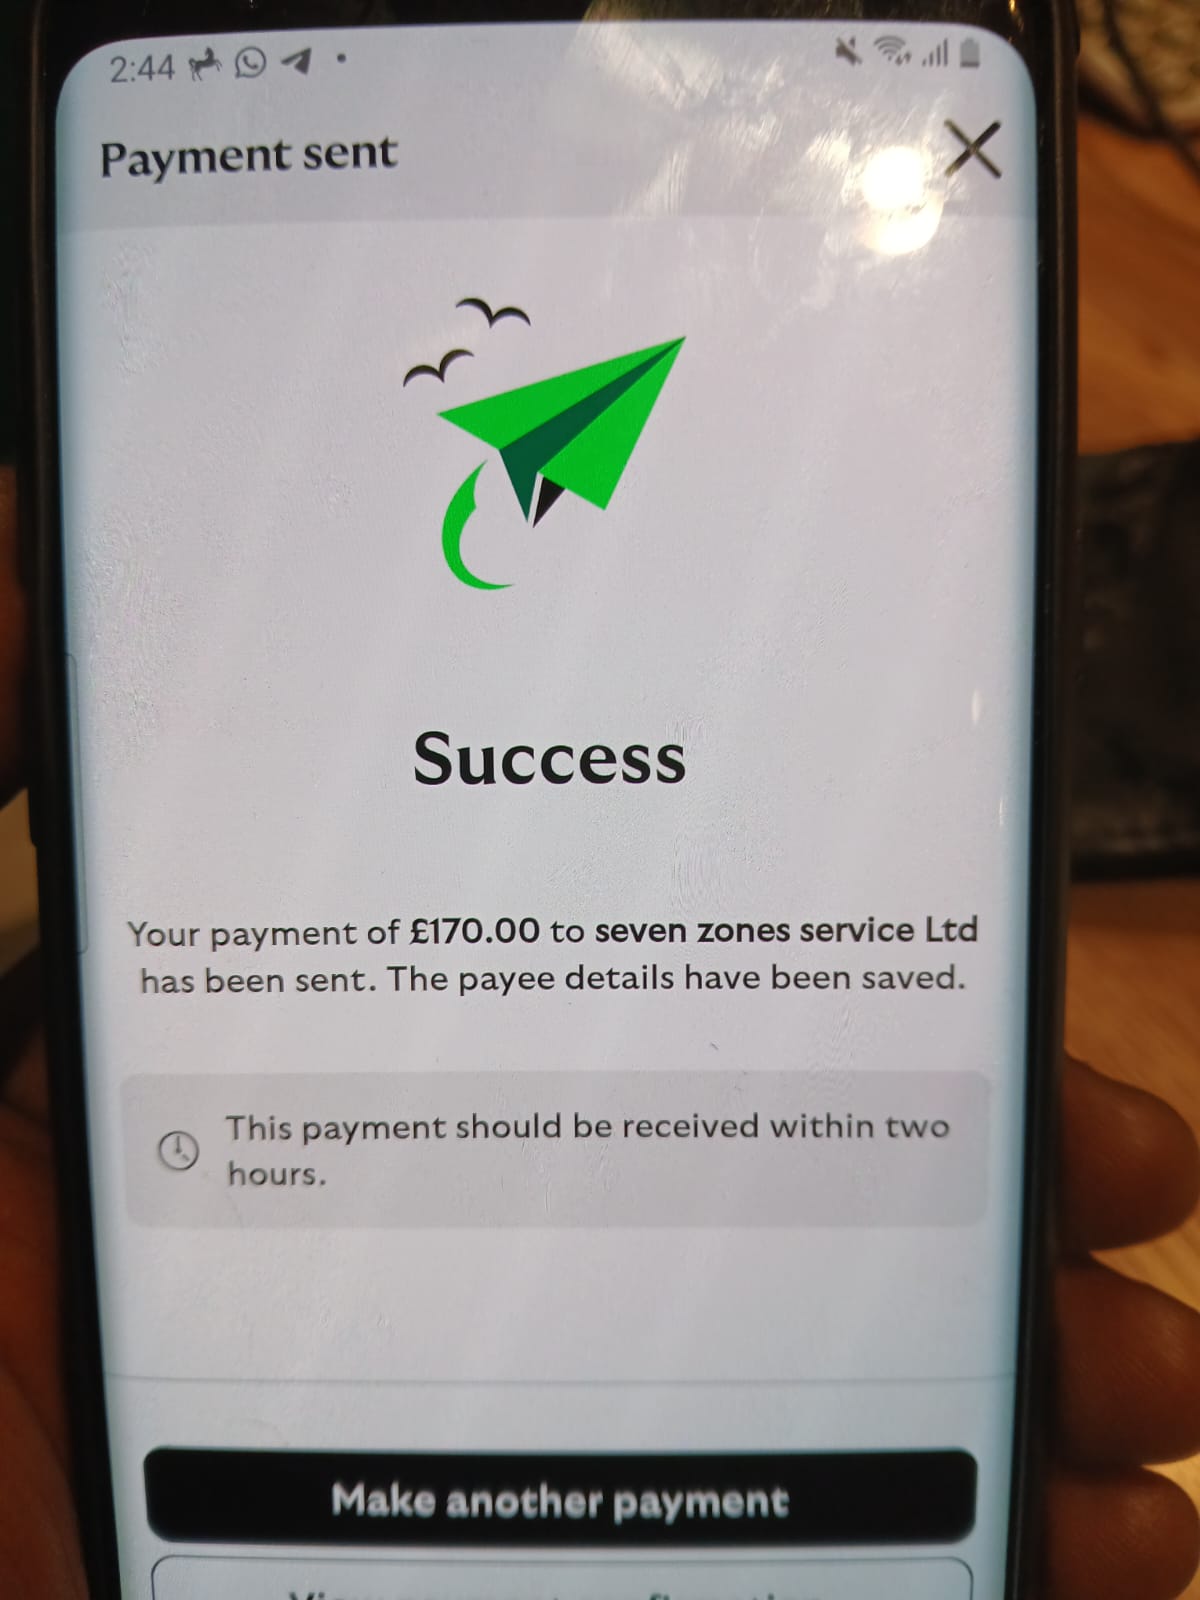 2:44
Payment sent
Success
Your payment of £170.00 to seven zones service Ltd
has been sent. The payee details have been saved.
This payment should be received within two
hours.
Make another payment